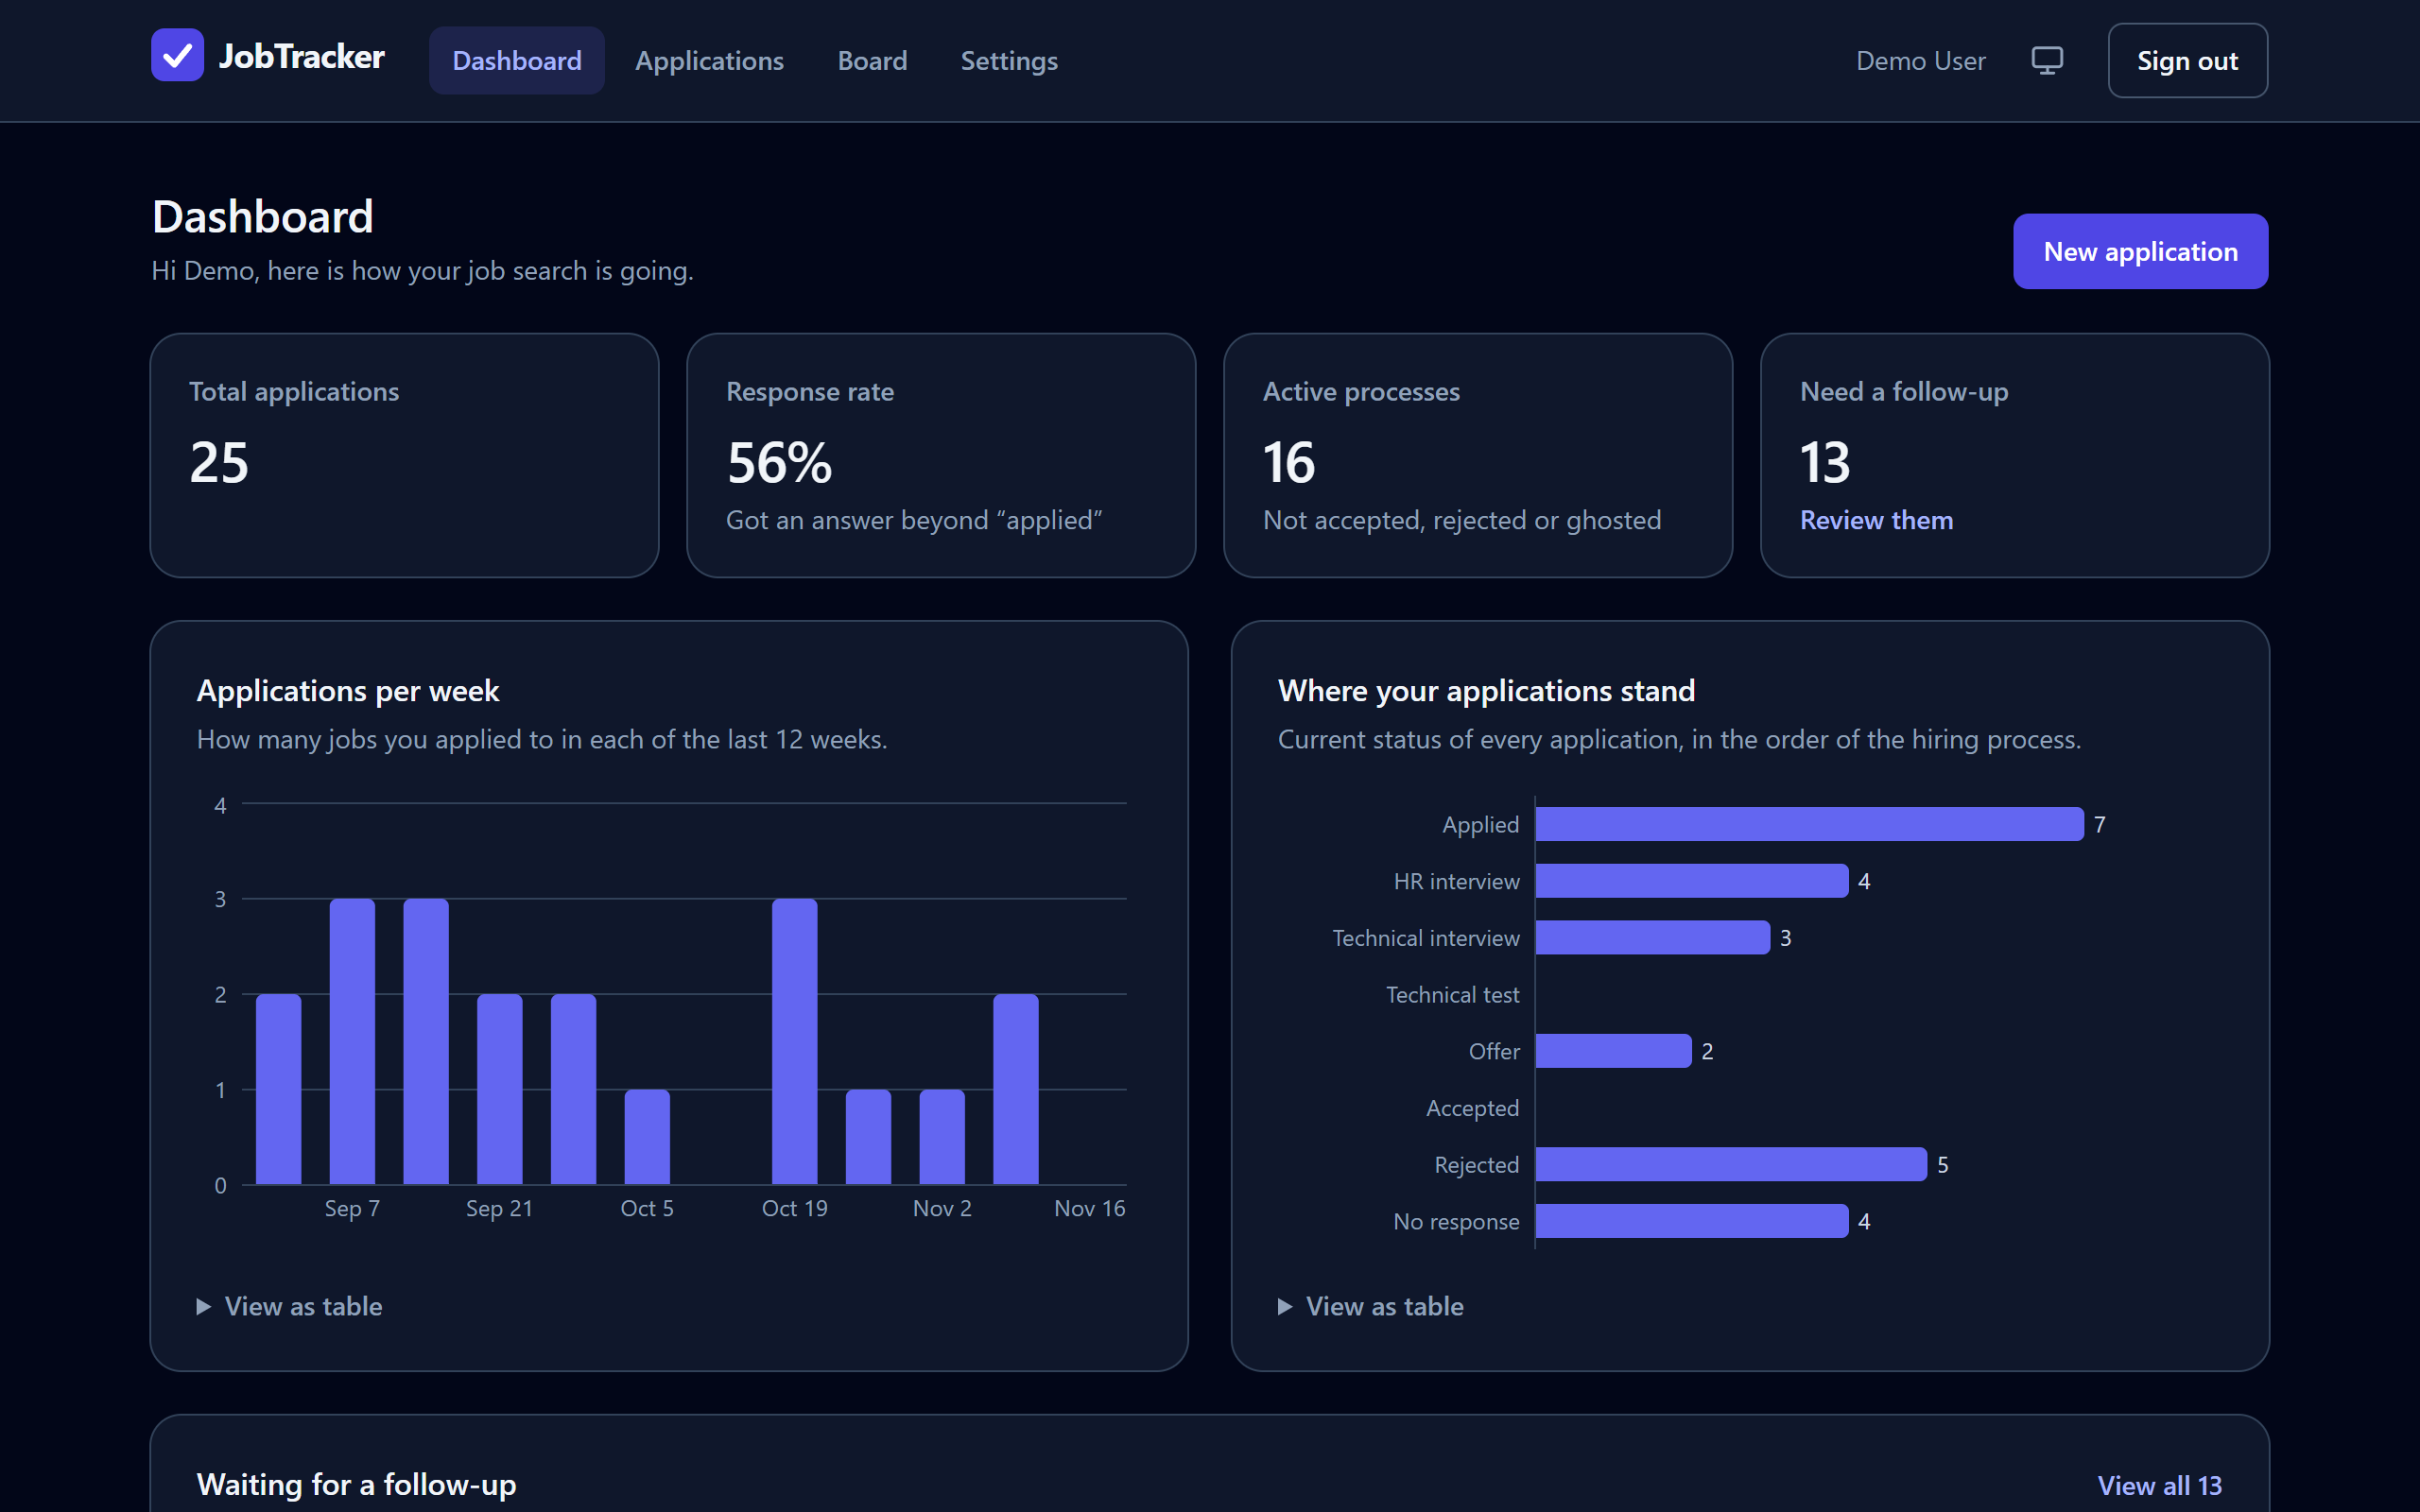 JobTracker
Dashboard
Applications
Board
Settings
Demo User
Sign out
Dashboard
Hi Demo, here is how your job search is going.
New application
Total applications
25
Response rate
56%
Got an answer beyond “applied”
Active processes
16
Not accepted, rejected or ghosted
Need a follow-up
13
Review them
Applications per week
How many jobs you applied to in each of the last 12 weeks.
4
3
2
1
0
Sep 7
Sep 21
Oct 5
Oct 19
Nov 2
Nov 16
View as table
Where your applications stand
Current status of every application, in the order of the hiring process.
Applied 7
HR interview 4
Technical interview 3
Technical test
Offer 2
Accepted
Rejected 5
No response 4
View as table
Waiting for a follow-up
View all 13